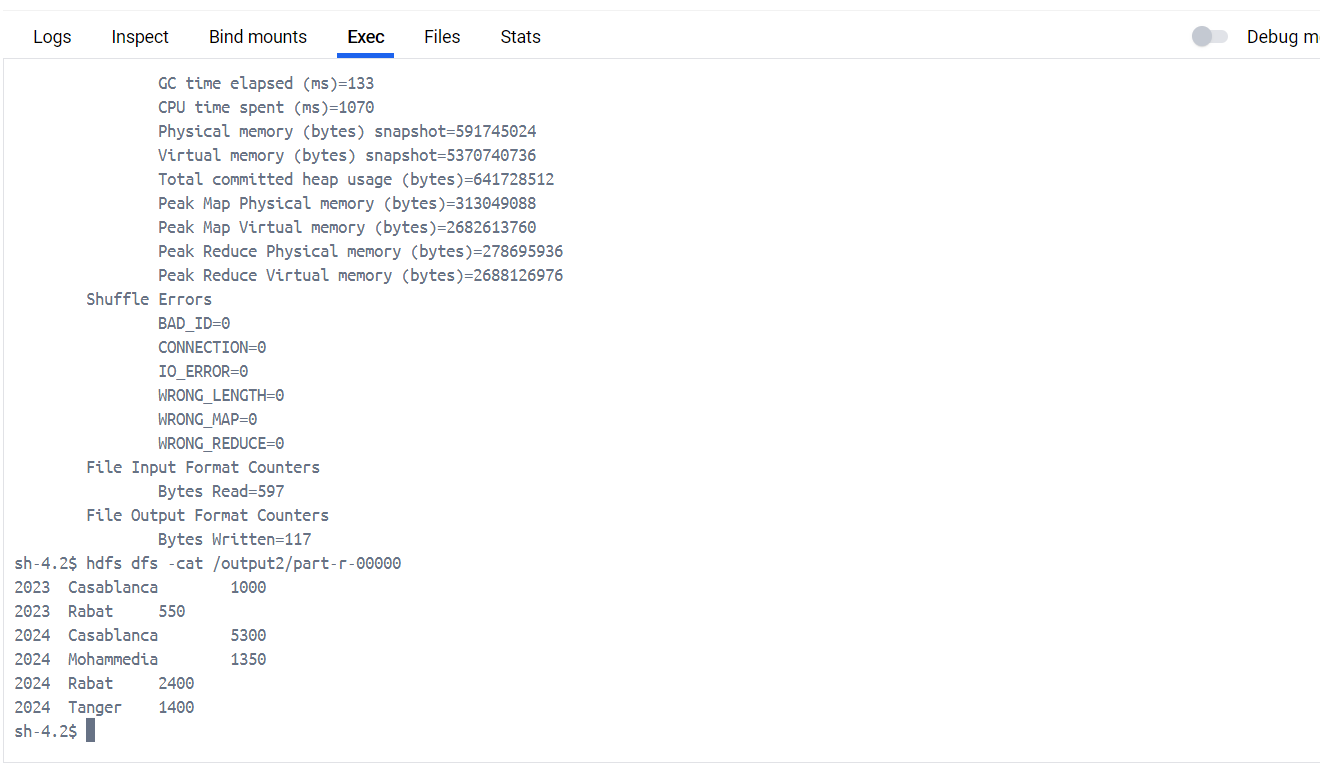 Logs Inspect Bind mounts Exec Files Stats Debug
GC time elapsed (ms)=133
CPU time spent (ms)=1070
Physical memory (bytes) snapshot=591745024
Virtual memory (bytes) snapshot=5370740736
Total committed heap usage (bytes)=641728512
Peak Map Physical memory (bytes)=313049088
Peak Map Virtual memory (bytes)=2682613760
Peak Reduce Physical memory (bytes)=278695936
Peak Reduce Virtual memory (bytes)=2688126976
Shuffle Errors
BAD_ID=0
CONNECTION=0
IO_ERROR=0
WRONG_LENGTH=0
WRONG_MAP=0
WRONG_REDUCE=0
File Input Format Counters
Bytes Read=597
File Output Format Counters
Bytes Written=117
sh-4.2$ hdfs dfs -cat /output2/part-r-00000
2023 Casablanca 1000
2023 Rabat 550
2024 Casablanca 5300
2024 Mohammedia 1350
2024 Rabat 2400
2024 Tanger 1400
sh-4.2$